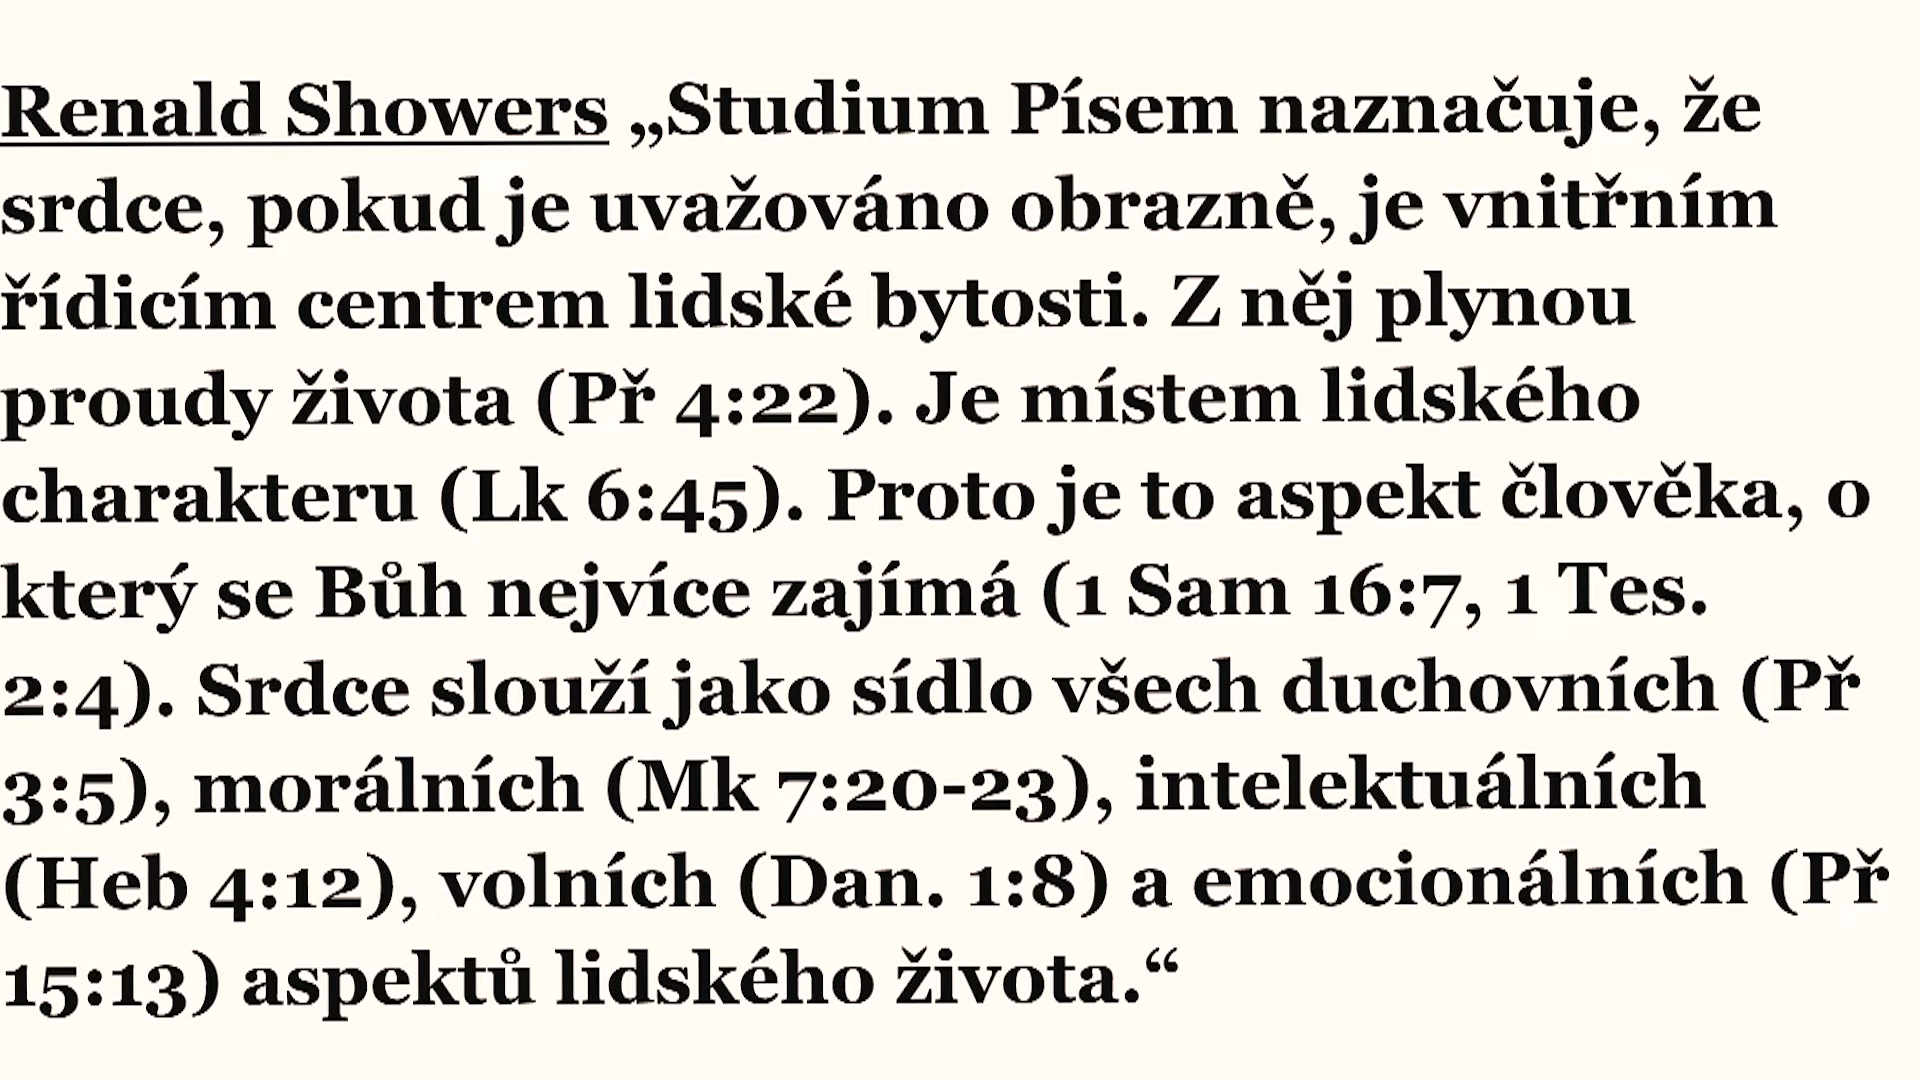 Renald Showers „Studium Písem naznačuje, že
srdce, pokud je uvažováno obrazně, je vnitřním
řídicím centrem lidské bytosti. Z něj plynou
proudy života (Př 4:22). Je místem lidského
charakteru (Lk 6:45). Proto je to aspekt člověka, o
který se Bůh nejvíce zajímá (1 Sam 16:7, 1 Tes.
2:4). Srdce slouží jako sídlo všech duchovních (Př
3:5), morálních (Mk 7:20-23), intelektuálních
(Heb 4:12), volních (Dan. 1:8) a emocionálních (Př
15:13) aspektů lidského života.“